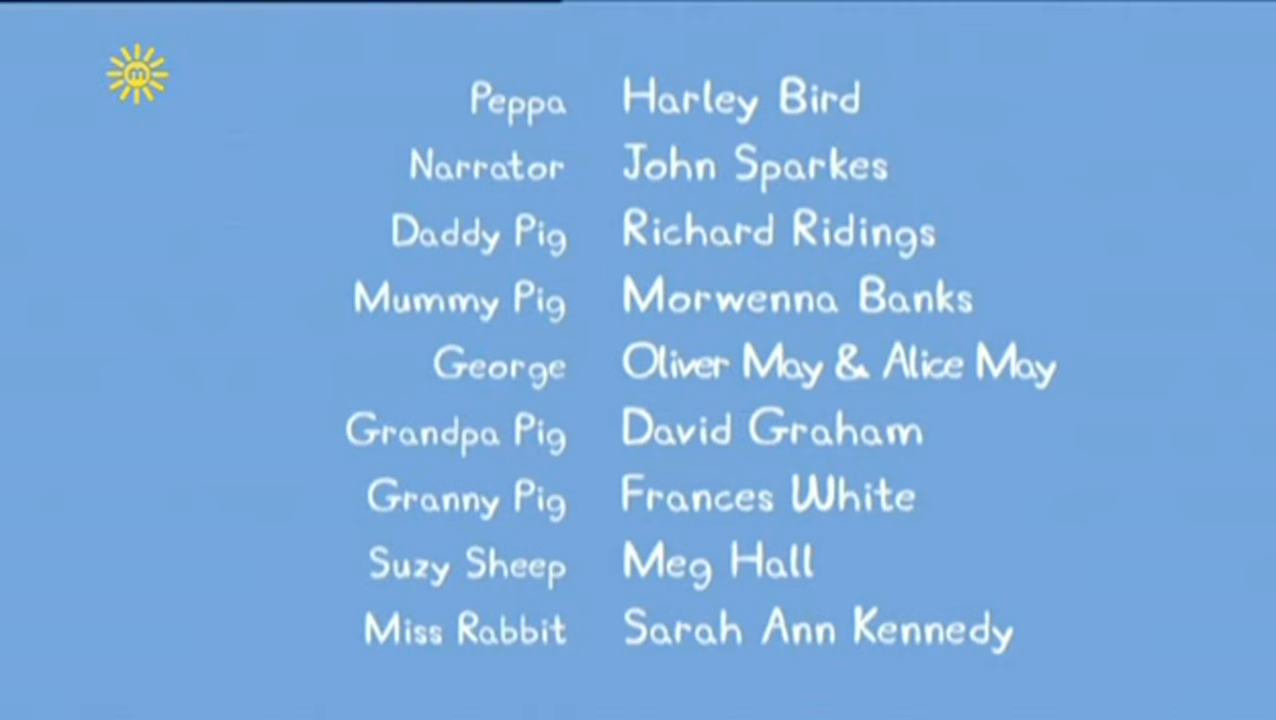 m
Peppa Harley Bird
Narrator John Sparkes
Daddy Pig Richard Ridings
Mummy Pig Morwenna Banks
George Oliver May & Alice May
Grandpa Pig David Graham
Granny Pig Frances White
Suzy Sheep Meg Hall
Miss Rabbit Sarah Ann Kennedy